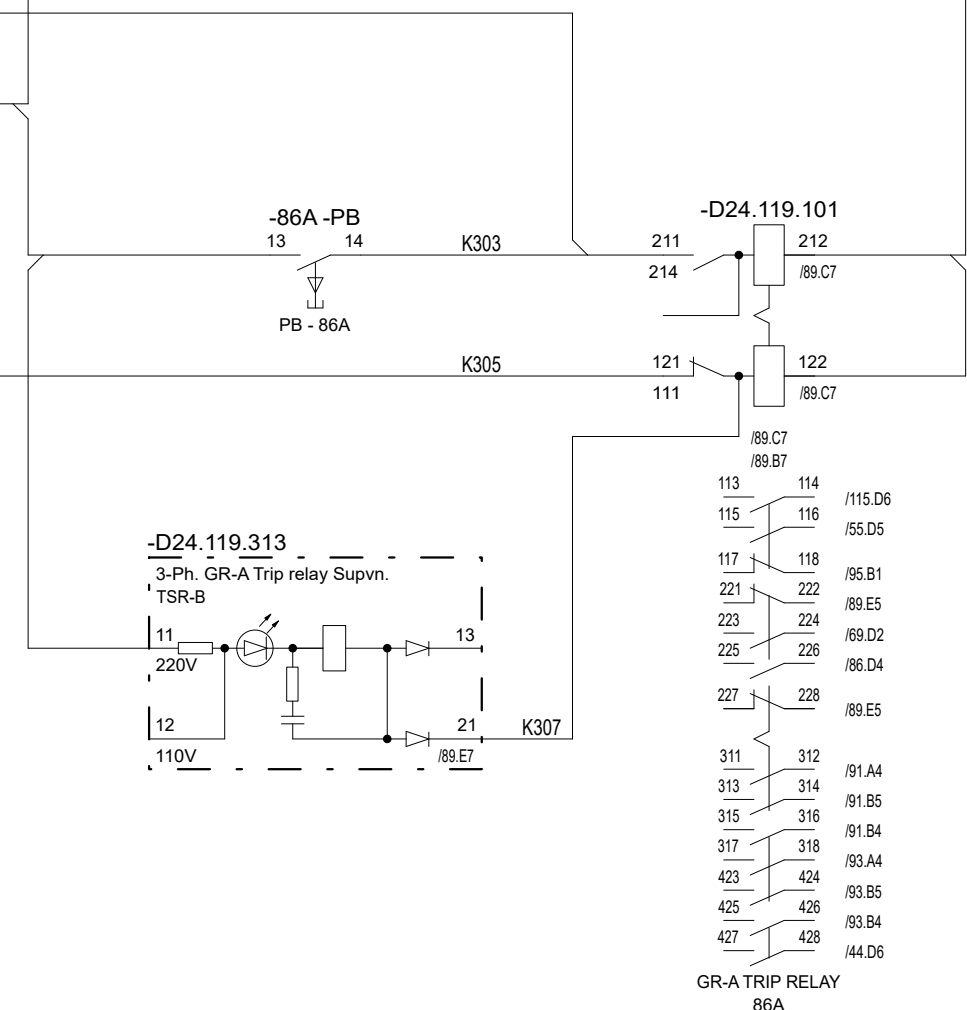 -D24.119.101
-86A -PB
13 14 K303 211 212
214 /89.C7
PB - 86A
K305 121 122
111 /89.C7
/89.C7
/89.B7
113 114 /115.D6
115 116 /55.D5
117 118 /95.B1
221 222 /89.E5
223 224 /69.D2
225 226 /86.D4
227 228 /89.E5
311 312 /91.A4
313 314 /91.B5
315 316 /91.B4
317 318 /93.A4
423 424 /93.B5
425 426 /93.B4
427 428 /44.D6
GR-A TRIP RELAY
86A
-D24.119.313
3-Ph. GR-A Trip relay Supvn.
TSR-B
11 13
220V
12 21 K307
110V /89.E7